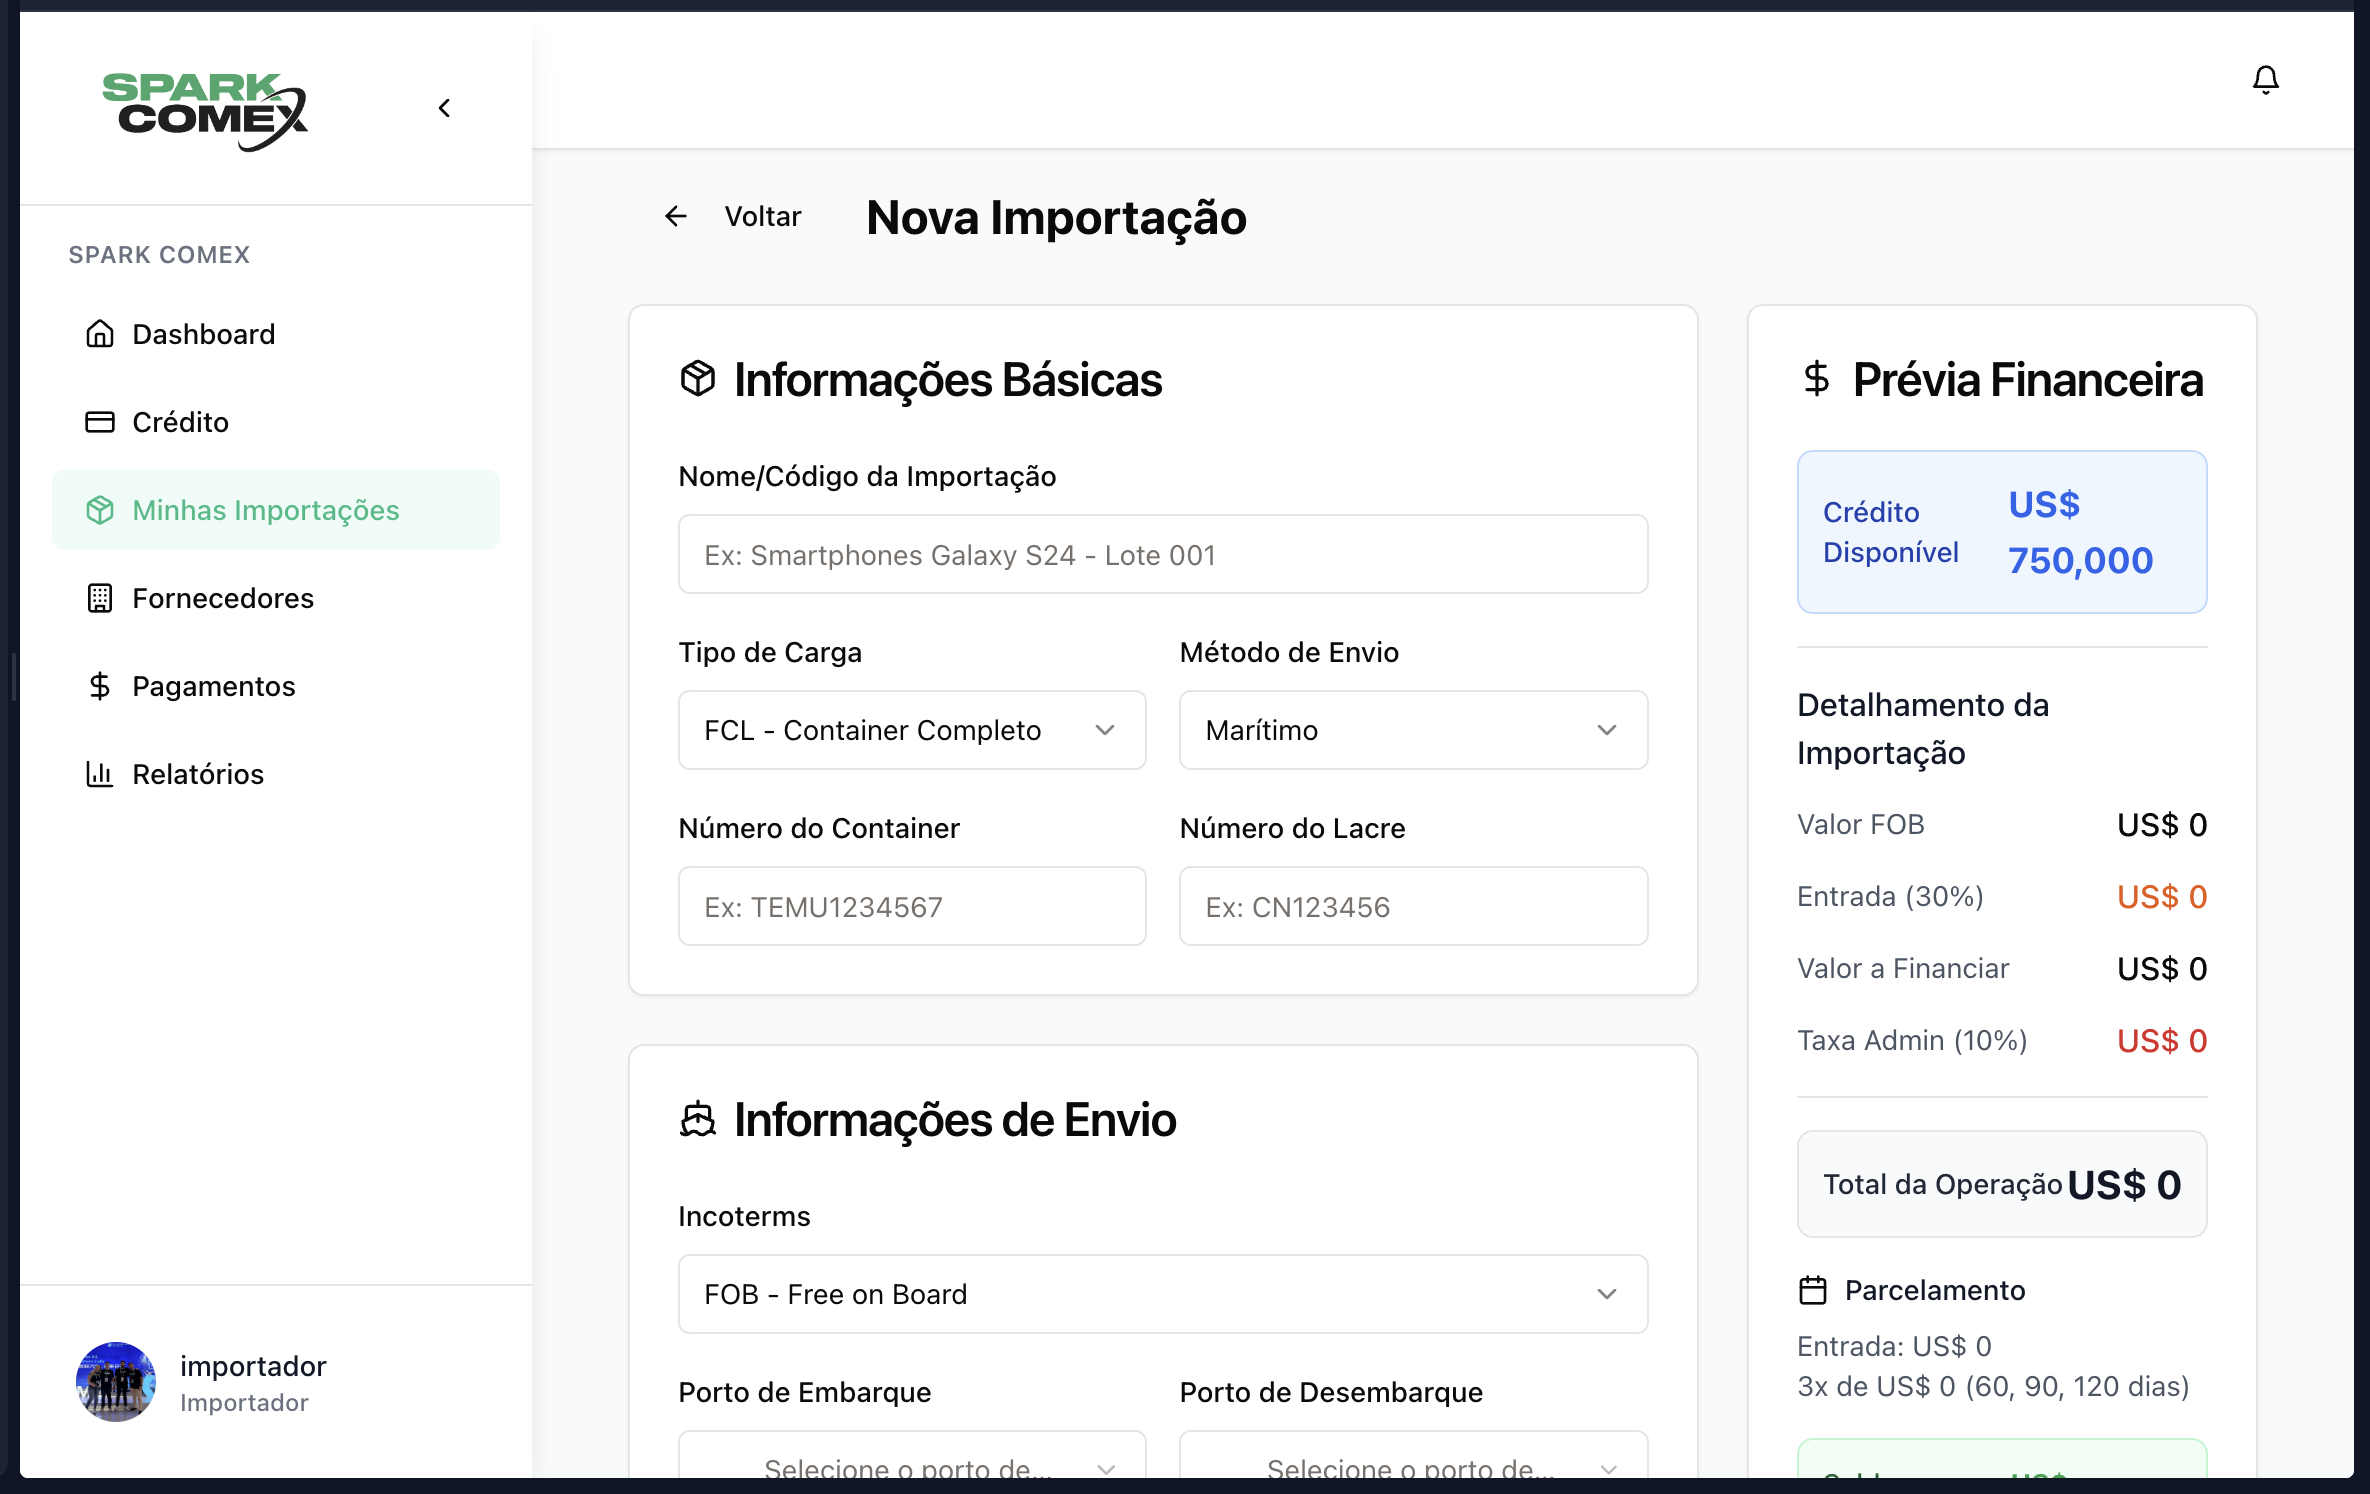 SPARK
COMEX
SPARK COMEX
Dashboard
Crédito
Minhas Importações
Fornecedores
Pagamentos
Relatórios
importador
Importador
Voltar
Nova Importação
Informações Básicas
Nome/Código da Importação
Ex: Smartphones Galaxy S24 - Lote 001
Tipo de Carga
Método de Envio
FCL - Container Completo
Marítimo
Número do Container
Número do Lacre
Ex: TEMU1234567
Ex: CN123456
Informações de Envio
Incoterms
FOB - Free on Board
Porto de Embarque
Porto de Desembarque
Selecione o porto de...
Selecione o porto de...
Prévia Financeira
Crédito
Disponível
US$
750,000
Detalhamento da
Importação
Valor FOB US$ 0
Entrada (30%) US$ 0
Valor a Financiar US$ 0
Taxa Admin (10%) US$ 0
Total da Operação US$ 0
Parcelamento
Entrada: US$ 0
3x de US$ 0 (60, 90, 120 dias)